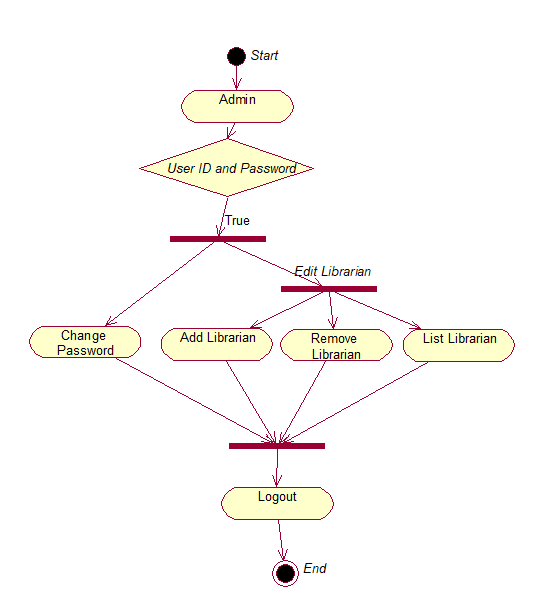 Start
Admin
User ID and Password
True
Edit Librarian
Change
Password
Add Librarian
Remove
Librarian
List Librarian
Logout
End